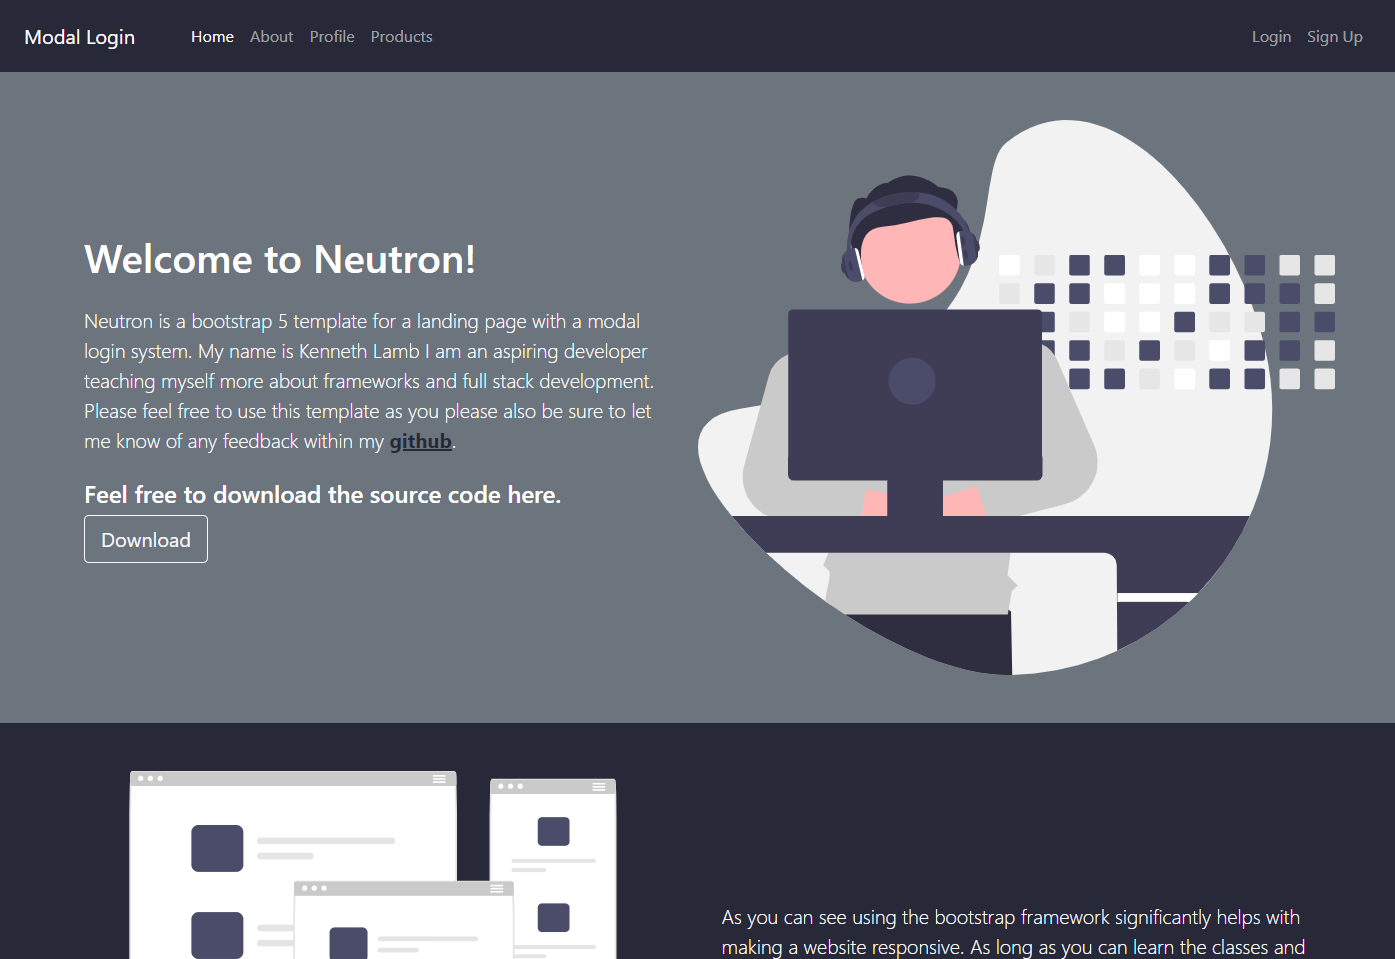 Modal Login
Home About Profile Products
Login Sign Up
Welcome to Neutron!
Neutron is a bootstrap 5 template for a landing page with a modal
login system. My name is Kenneth Lamb I am an aspiring developer
teaching myself more about frameworks and full stack development.
Please feel free to use this template as you please also be sure to let
me know of any feedback within my github.
Feel free to download the source code here.
Download
As you can see using the bootstrap framework significantly helps with
making a website responsive. As long as you can learn the classes and